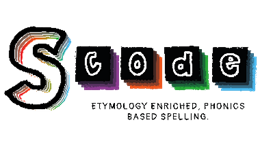 Scode
ETYMOLOGY ENRICHED, PHONICS
BASED SPELLING.